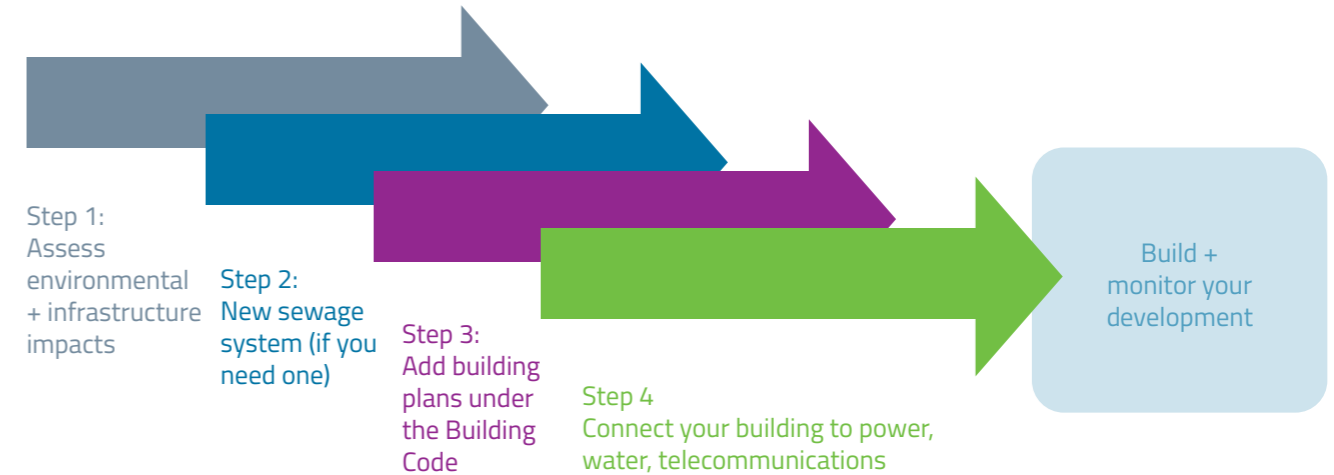 Step 1:
Assess
environmental
+ infrastructure
impacts
Step 2:
New sewage
system (if you
need one)
Step 3:
Add building
plans under
the Building
Code
Step 4
Connect your building to power,
water, telecommunications
Build +
monitor your
development